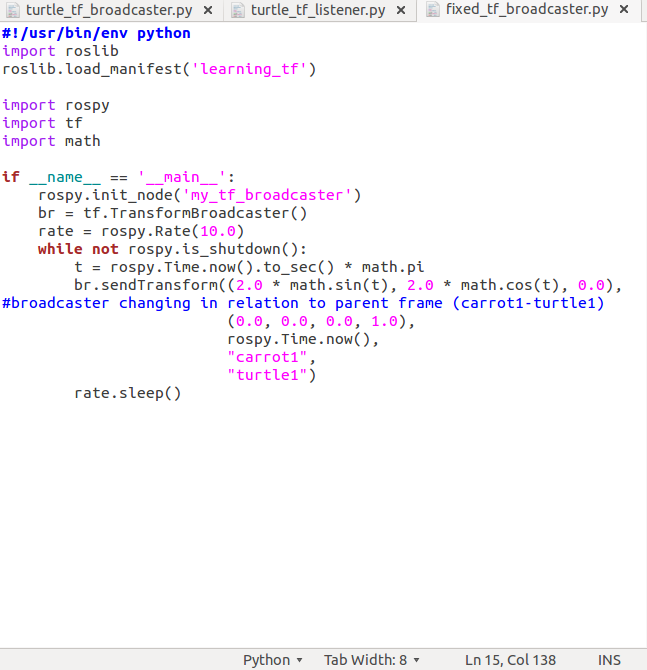 turtle_tf_broadcaster.py × turtle_tf_listener.py × fixed_tf_broadcaster.py ×
#!/usr/bin/env python
import roslib
roslib.load_manifest('learning_tf')
import rospy
import tf
import math
if __name__ == '__main__':
rospy.init_node('my_tf_broadcaster')
br = tf.TransformBroadcaster()
rate = rospy.Rate(10.0)
while not rospy.is_shutdown():
t = rospy.Time.now().to_sec() * math.pi
br.sendTransform((2.0 * math.sin(t), 2.0 * math.cos(t), 0.0),
#broadcaster changing in relation to parent frame (carrot1-turtle1)
(0.0, 0.0, 0.0, 1.0),
rospy.Time.now(),
"carrot1",
"turtle1")
rate.sleep()
Python Tab Width: 8 Ln 15, Col 138 INS